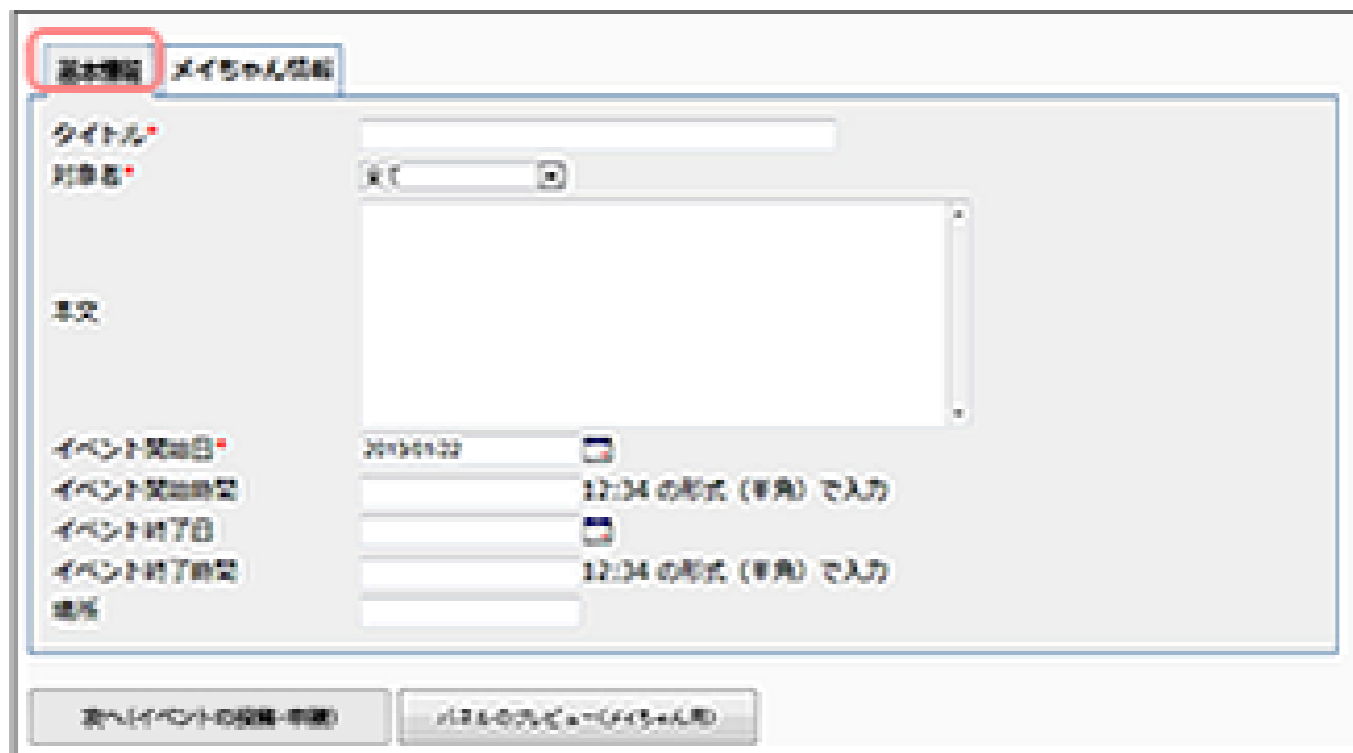 基本情報 メイちゃん情報
タイトル*
対象者* 全て
本文
イベント開始日*
イベント開始時間 12:34 の形式（半角）で入力
イベント終了日
イベント終了時間 12:34 の形式（半角）で入力
場所
次へ(イベントの投稿・申請) パネルのプレビュー(メイちゃん用)